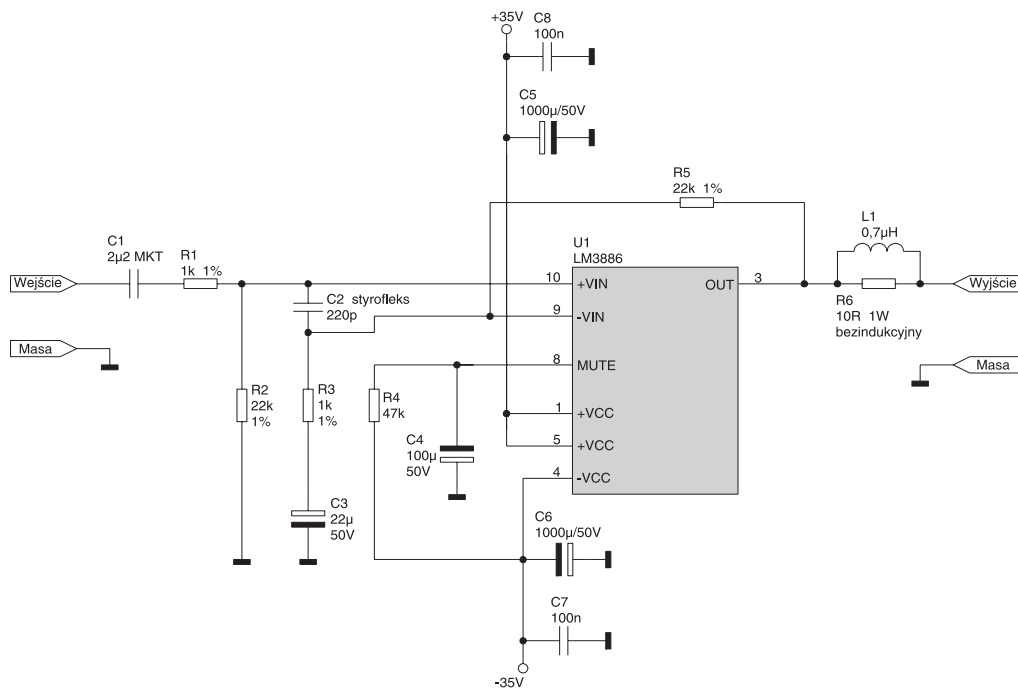 +35V
C8
100n
C5
1000µ/50V
R5
22k 1%
L1
0,7µH
C1
2µ2 MKT
R1
1k 1%
U1
LM3886
Wejście
10
+VIN
OUT
3
Wyjście
C2 styrofleks
220p
9
-VIN
R6
10R 1W
bezindukcyjny
Masa
8
MUTE
Masa
R2
22k
1%
R3
1k
1%
R4
47k
1
+VCC
C4
100µ
50V
5
+VCC
4
-VCC
C3
22µ
50V
C6
1000µ/50V
C7
100n
-35V